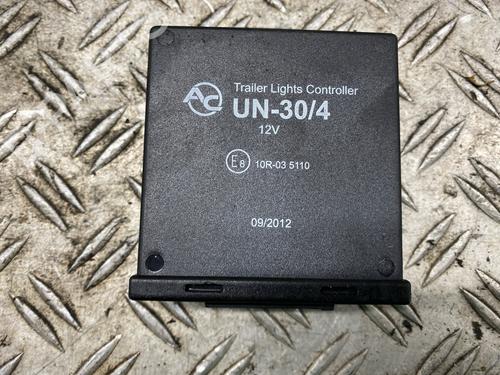 AC Trailer Lights Controller
UN-30/4
12V
E8 10R-03 5110
09/2012